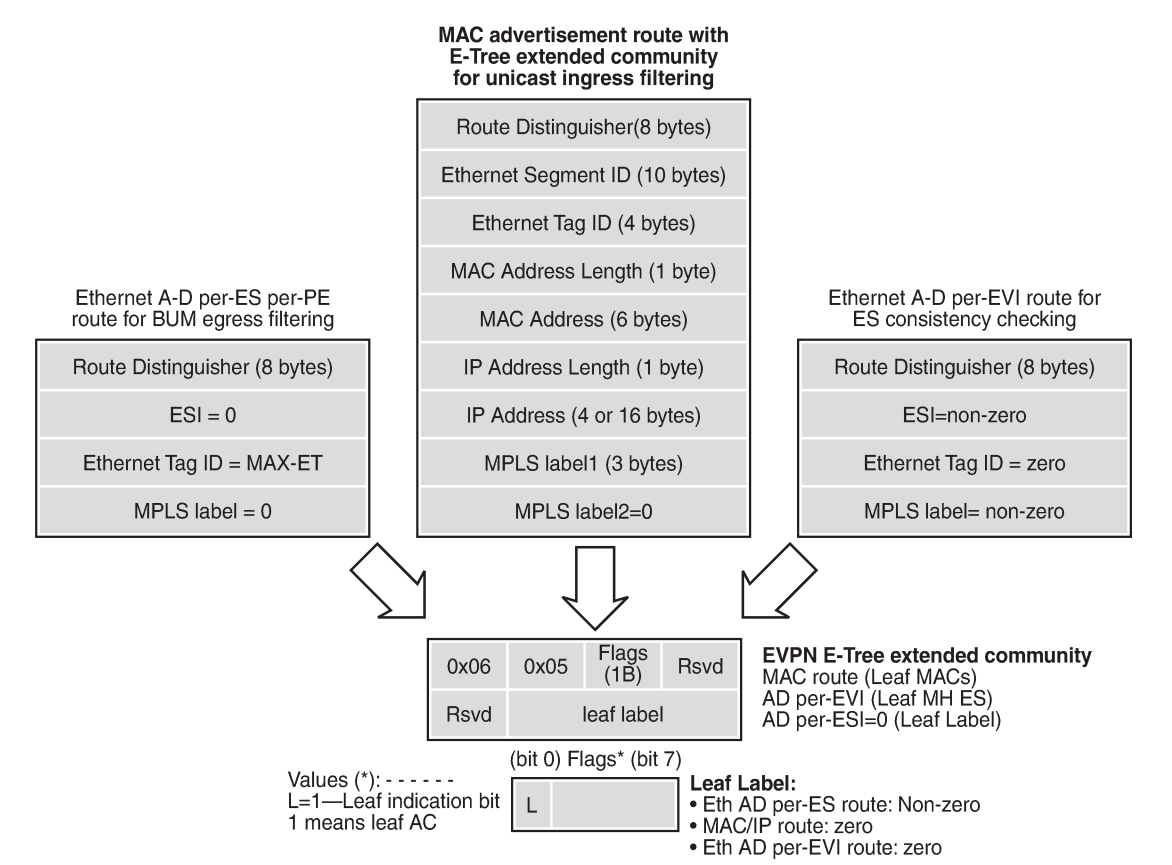 MAC advertisement route with
E-Tree extended community
for unicast ingress filtering
Route Distinguisher(8 bytes)
Ethernet Segment ID (10 bytes)
Ethernet Tag ID (4 bytes)
MAC Address Length (1 byte)
MAC Address (6 bytes)
IP Address Length (1 byte)
IP Address (4 or 16 bytes)
MPLS label1 (3 bytes)
MPLS label2=0
Ethernet A-D per-ES per-PE
route for BUM egress filtering
Route Distinguisher (8 bytes)
ESI = 0
Ethernet Tag ID = MAX-ET
MPLS label = 0
Ethernet A-D per-EVI route for
ES consistency checking
Route Distinguisher (8 bytes)
ESI=non-zero
Ethernet Tag ID = zero
MPLS label= non-zero
0x06
0x05
Flags
(1B)
Rsvd
Rsvd
leaf label
EVPN E-Tree extended community
MAC route (Leaf MACs)
AD per-EVI (Leaf MH ES)
AD per-ESI=0 (Leaf Label)
(bit 0) Flags* (bit 7)
Values (*): - - - - - -
L=1—Leaf indication bit
1 means leaf AC
L
Leaf Label:
• Eth AD per-ES route: Non-zero
• MAC/IP route: zero
• Eth AD per-EVI route: zero